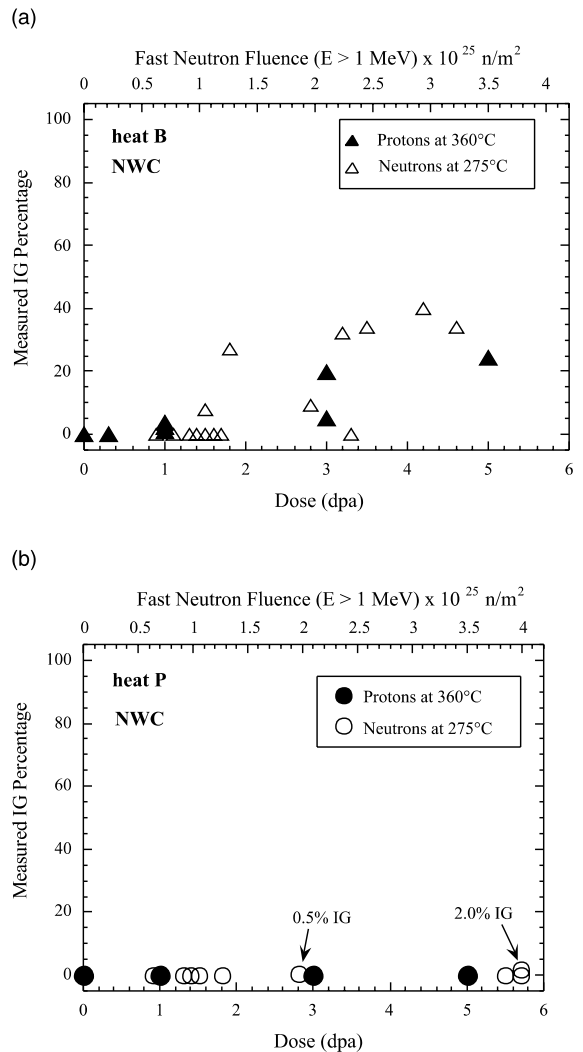 (a)
Fast Neutron Fluence (E > 1 MeV) x 10 25 n/m2
0 0.5 1 1.5 2 2.5 3 3.5 4
100
heat B
Protons at 360°C
NWC
Neutrons at 275°C
80
60
40
20
0
Measured IG Percentage
0 1 2 3 4 5 6
Dose (dpa)
(b)
Fast Neutron Fluence (E > 1 MeV) x 10 25 n/m2
0 0.5 1 1.5 2 2.5 3 3.5 4
100
heat P
Protons at 360°C
NWC
Neutrons at 275°C
80
60
40
20
0
Measured IG Percentage
0.5% IG
2.0% IG
0 1 2 3 4 5 6
Dose (dpa)